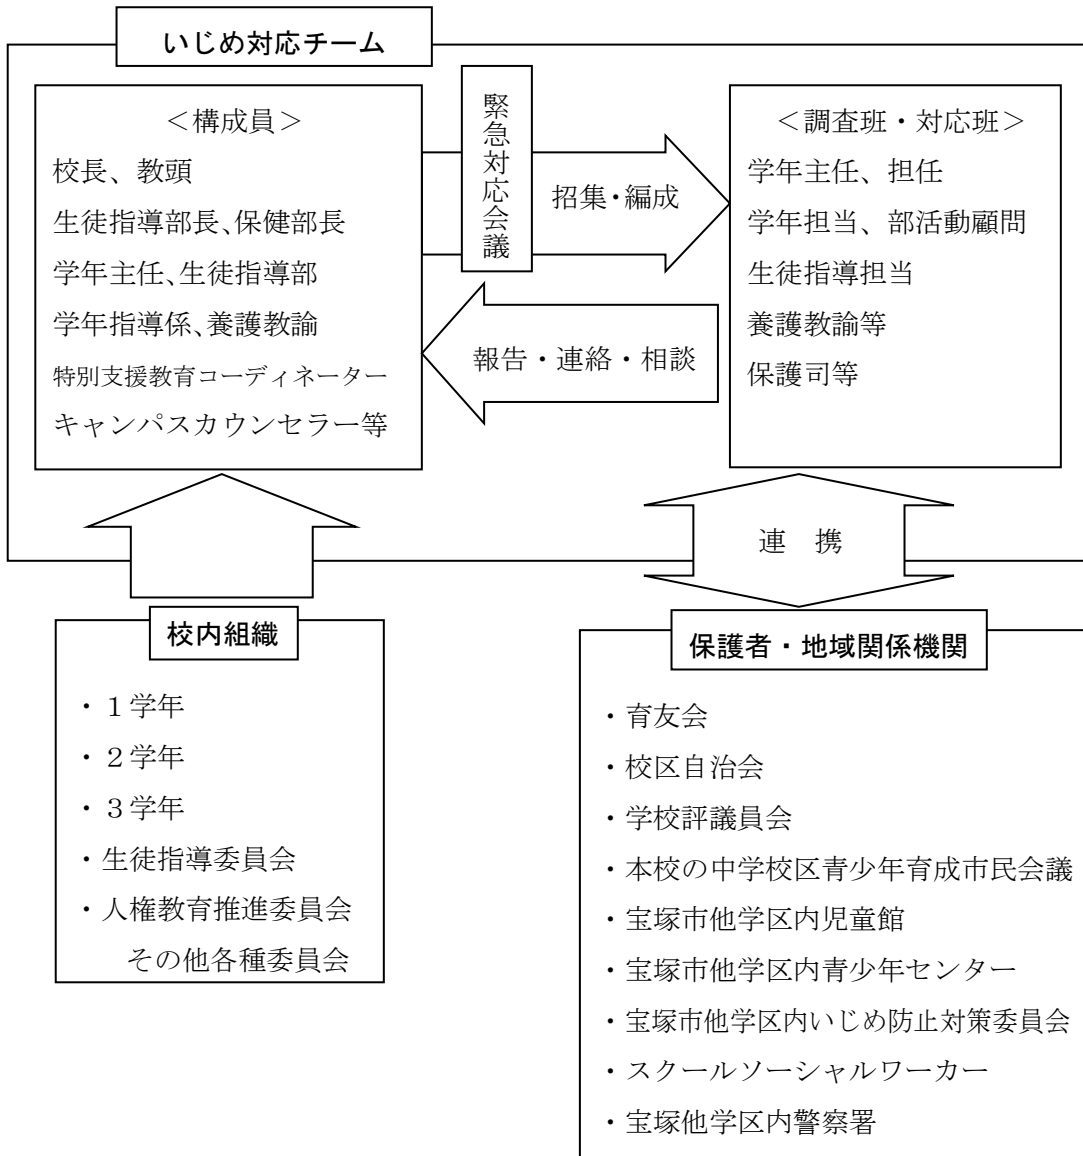 いじめ対応チーム
＜構成員＞
校長、教頭
生徒指導部長、保健部長
学年主任、生徒指導部
学年指導係、養護教諭
特別支援教育コーディネーター
キャンパスカウンセラー等
緊急対応会議
招集・編成
報告・連絡・相談
＜調査班・対応班＞
学年主任、担任
学年担当、部活動顧問
生徒指導担当
養護教諭等
保護司等
連　携
校内組織
・１学年
・２学年
・３学年
・生徒指導委員会
・人権教育推進委員会
その他各種委員会
保護者・地域関係機関
・育友会
・校区自治会
・学校評議員会
・本校の中学校区青少年育成市民会議
・宝塚市他学区内児童館
・宝塚市他学区内青少年センター
・宝塚市他学区内いじめ防止対策委員会
・スクールソーシャルワーカー
・宝塚他学区内警察署